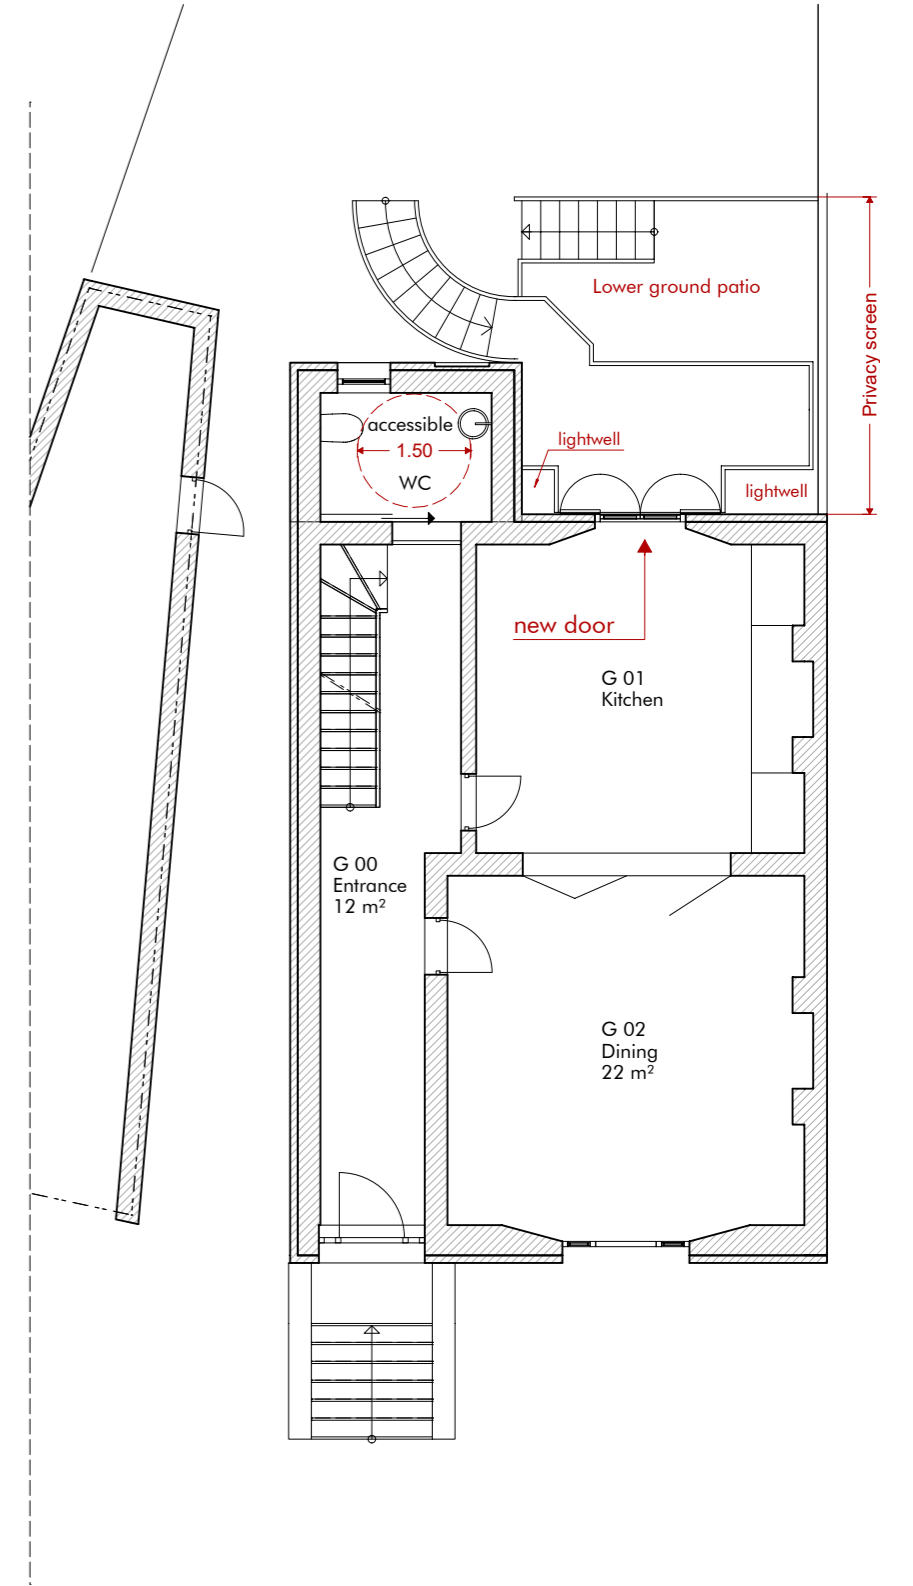 Lower ground patio
Privacy screen
accessible
1.50
WC
lightwell
lightwell
new door
G 01
Kitchen
G 00
Entrance
12 m²
G 02
Dining
22 m²